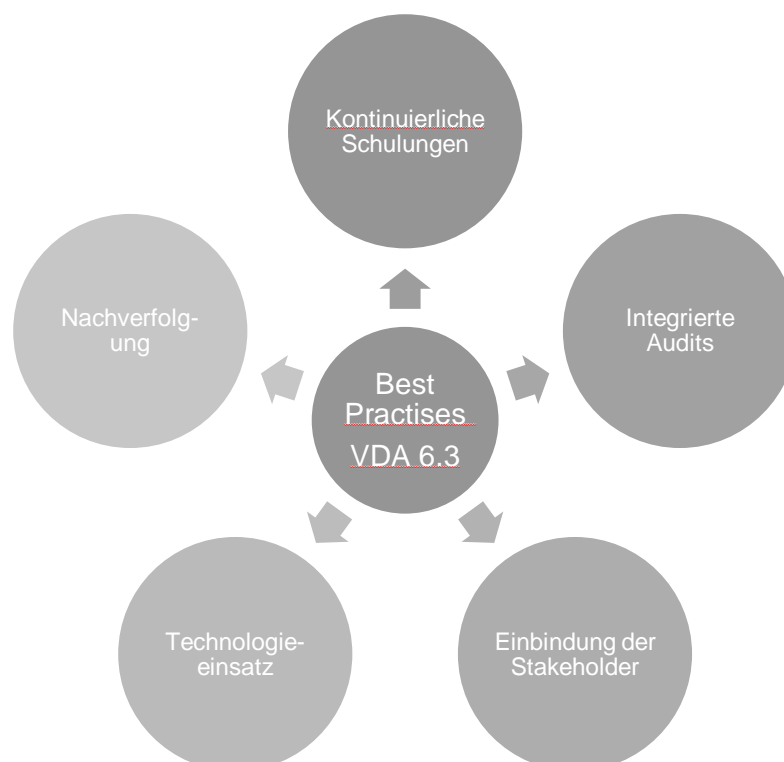 Kontinuierliche
Schulungen
Nachverfolg-
ung
Integrierte
Audits
Best
Practises
VDA 6.3
Technologie-
einsatz
Einbindung der
Stakeholder